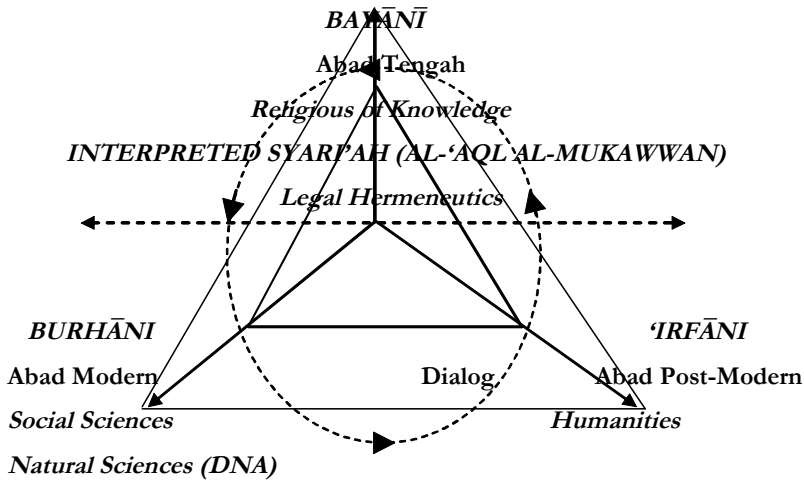 BAYĀNĪ
Abad Tengah
Religious of Knowledge
INTERPRETED SYARI’AH (AL-‘AQL AL-MUKAWWAN)
Legal Hermeneutics
BURHĀNI
‘IRFĀNI
Abad Modern
Dialog
Abad Post-Modern
Social Sciences
Humanities
Natural Sciences (DNA)